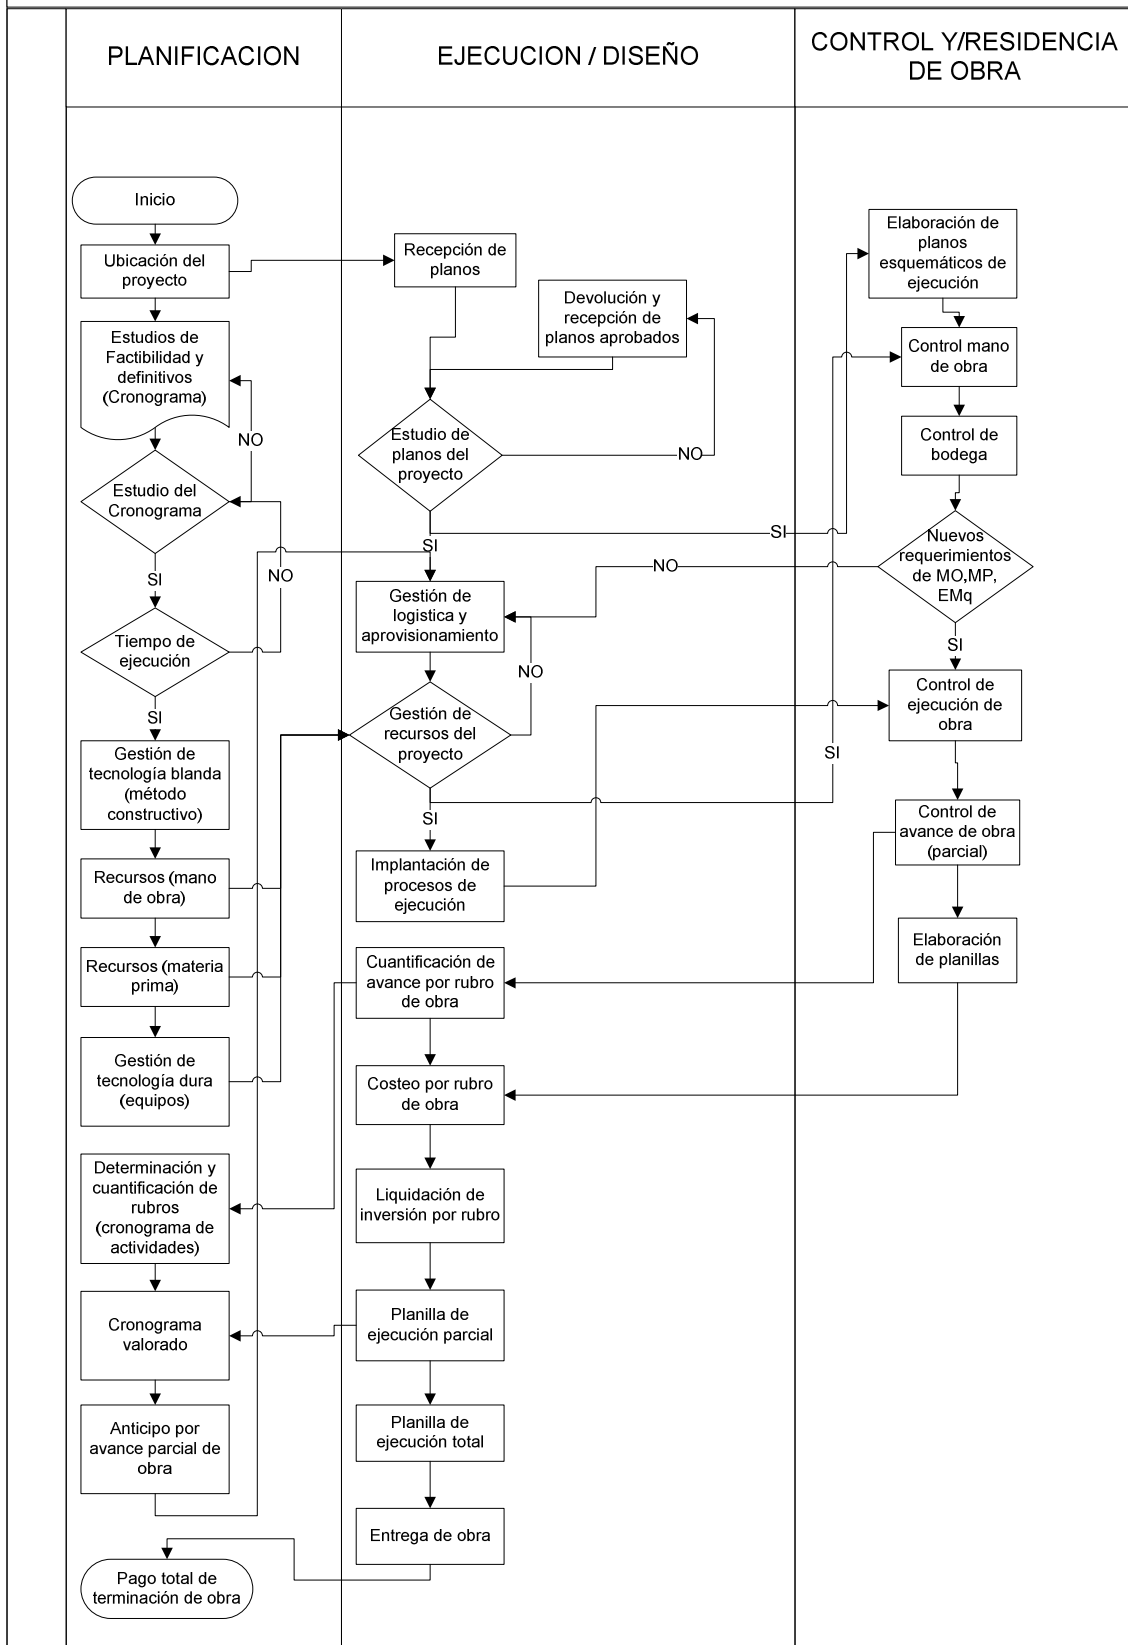 PLANIFICACION
EJECUCION / DISEÑO
CONTROL Y/RESIDENCIA
DE OBRA
Inicio
Ubicación del
proyecto
Estudios de
Factibilidad y
definitivos
(Cronograma)
NO
Estudio del
Cronograma
SI
NO
Tiempo de
ejecución
SI
Gestión de
tecnología blanda
(método
constructivo)
Recursos (mano
de obra)
Recursos (materia
prima)
Gestión de
tecnología dura
(equipos)
Determinación y
cuantificación de
rubros
(cronograma de
actividades)
Cronograma
valorado
Anticipo por
avance parcial de
obra
Pago total de
terminación de obra
Recepción de
planos
Devolución y
recepción de
planos aprobados
Estudio de
planos del
proyecto
NO
SI
SI
Gestión de
logistica y
aprovisionamiento
NO
Gestión de
recursos del
proyecto
SI
Implantación de
procesos de
ejecución
Cuantificación de
avance por rubro
de obra
Costeo por rubro
de obra
Liquidación de
inversión por rubro
Planilla de
ejecución parcial
Planilla de
ejecución total
Entrega de obra
Elaboración de
planos
esquemáticos de
ejecución
Control mano
de obra
Control de
bodega
Nuevos
requerimientos
de MO,MP,
EMq
NO
SI
Control de
ejecución de
obra
SI
Control de
avance de obra
(parcial)
Elaboración
de planillas